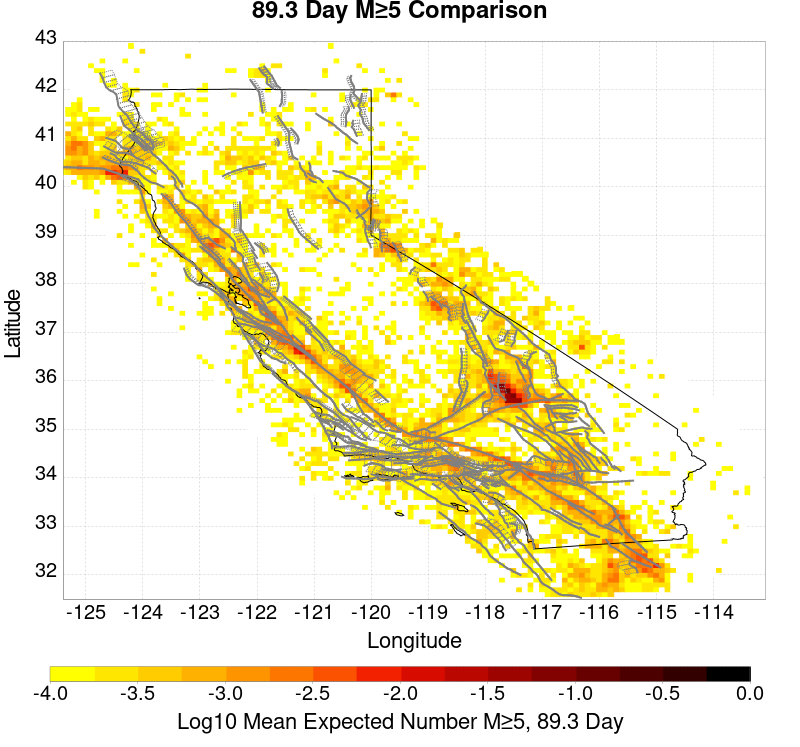 89.3 Day M≥5 Comparison
43
42
41
40
39
38
37
36
35
34
33
32
Latitude
-125 -124 -123 -122 -121 -120 -119 -118 -117 -116 -115 -114
Longitude
-4.0 -3.5 -3.0 -2.5 -2.0 -1.5 -1.0 -0.5 0.0
Log10 Mean Expected Number M≥5, 89.3 Day